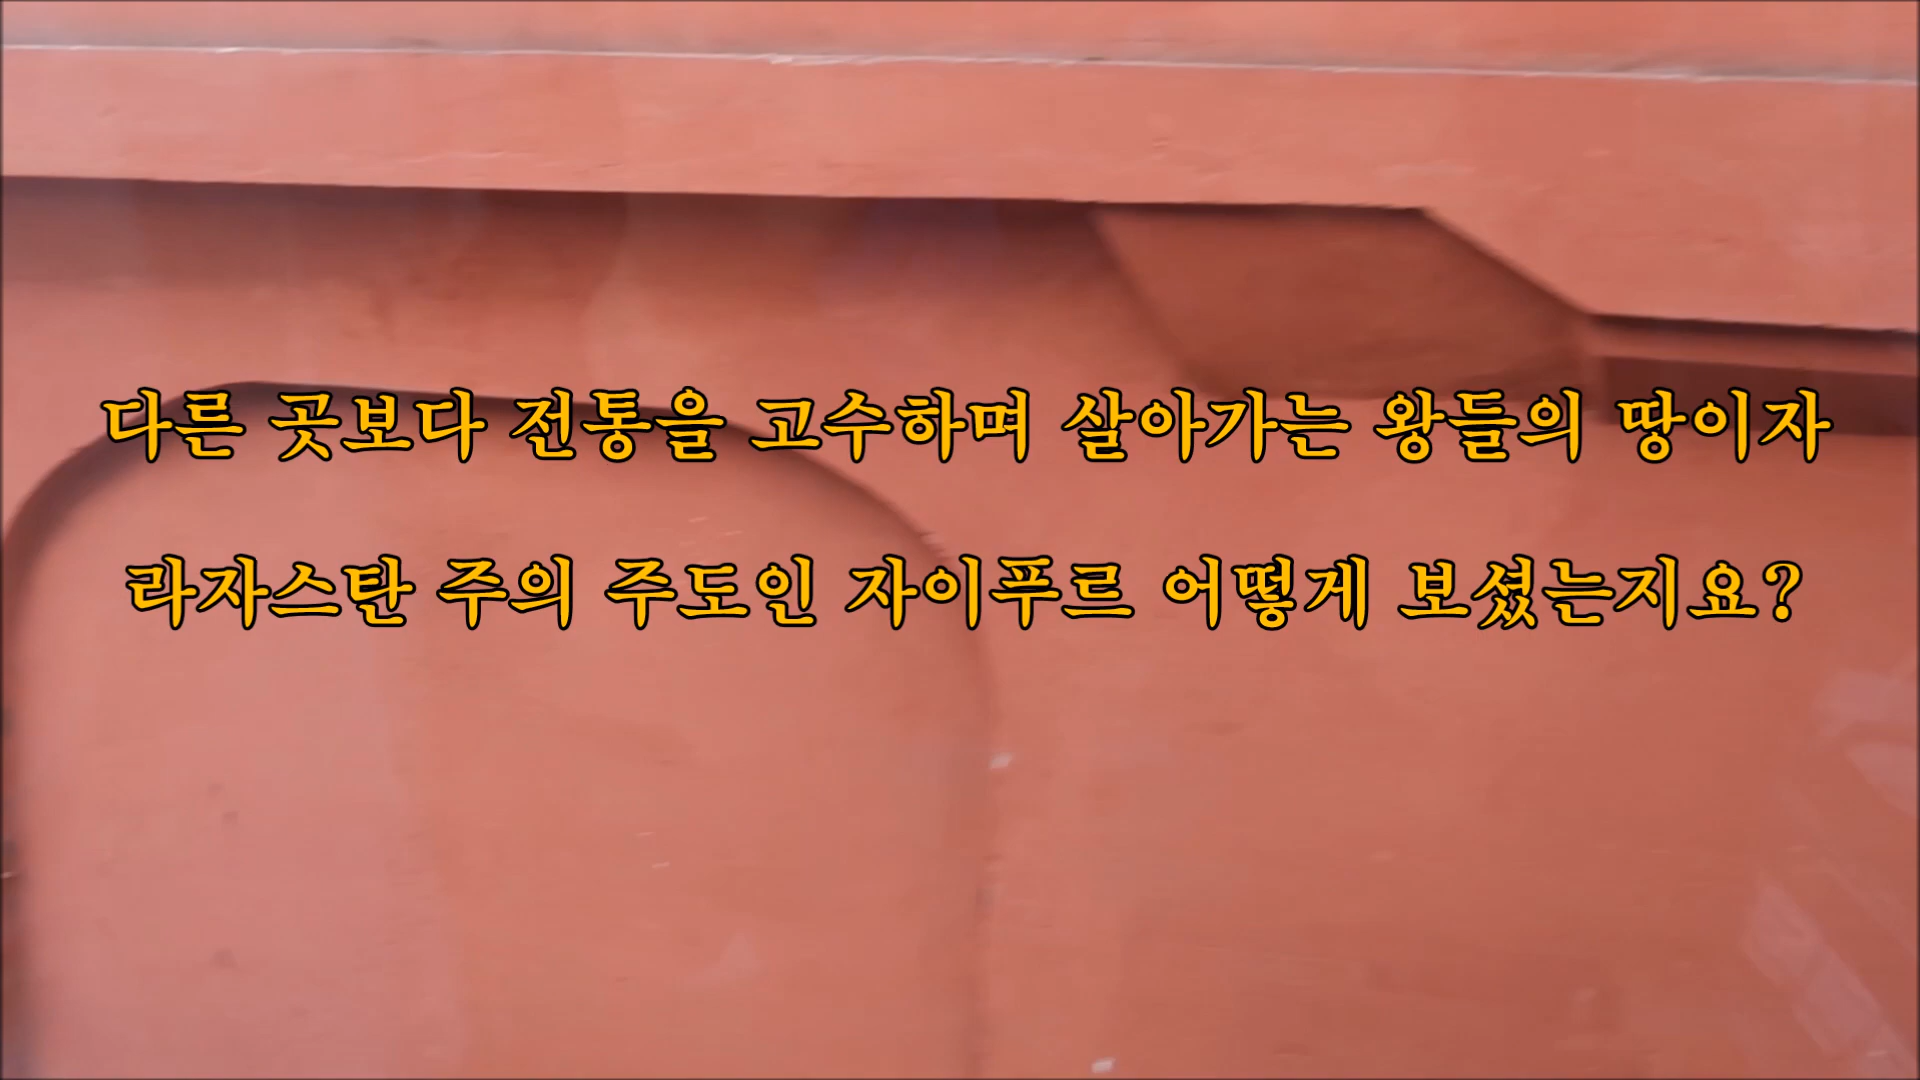 다른 곳보다 전통을 고수하며 살아가는 왕들의 땅이자
라자스탄 주의 주도인 자이푸르 어떻게 보셨는지요?